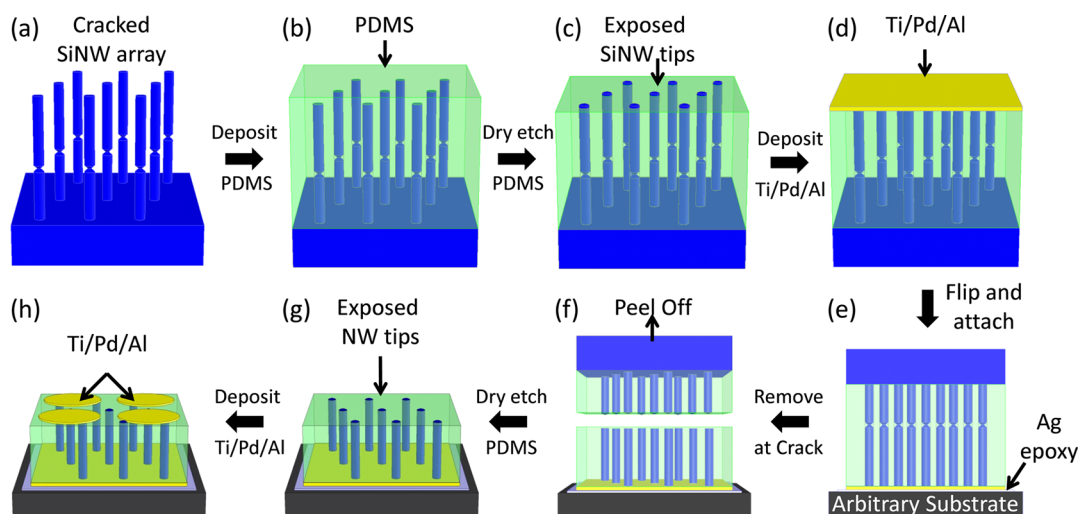 (a) Cracked
SiNW array
Deposit
PDMS
(b) PDMS
Dry etch
PDMS
(c) Exposed
SiNW tips
Deposit
Ti/Pd/Al
(d) Ti/Pd/Al
Flip and
attach
(e)
Ag
epoxy
Arbitrary Substrate
Remove
at Crack
(f) Peel Off
Dry etch
PDMS
(g) Exposed
NW tips
Deposit
Ti/Pd/Al
(h)
Ti/Pd/Al